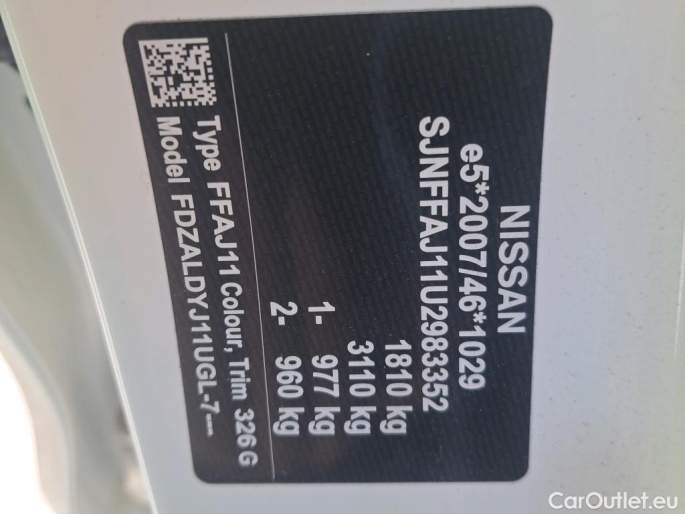 NISSAN
e5*2007/46*1029
SJNFFAJ11U2983352
1810 kg
3110 kg
1- 977 kg
2- 960 kg
Type FFAJ11 Colour, Trim 326 G
Model FDZALDYJ11UGL-7
CarOutlet.eu